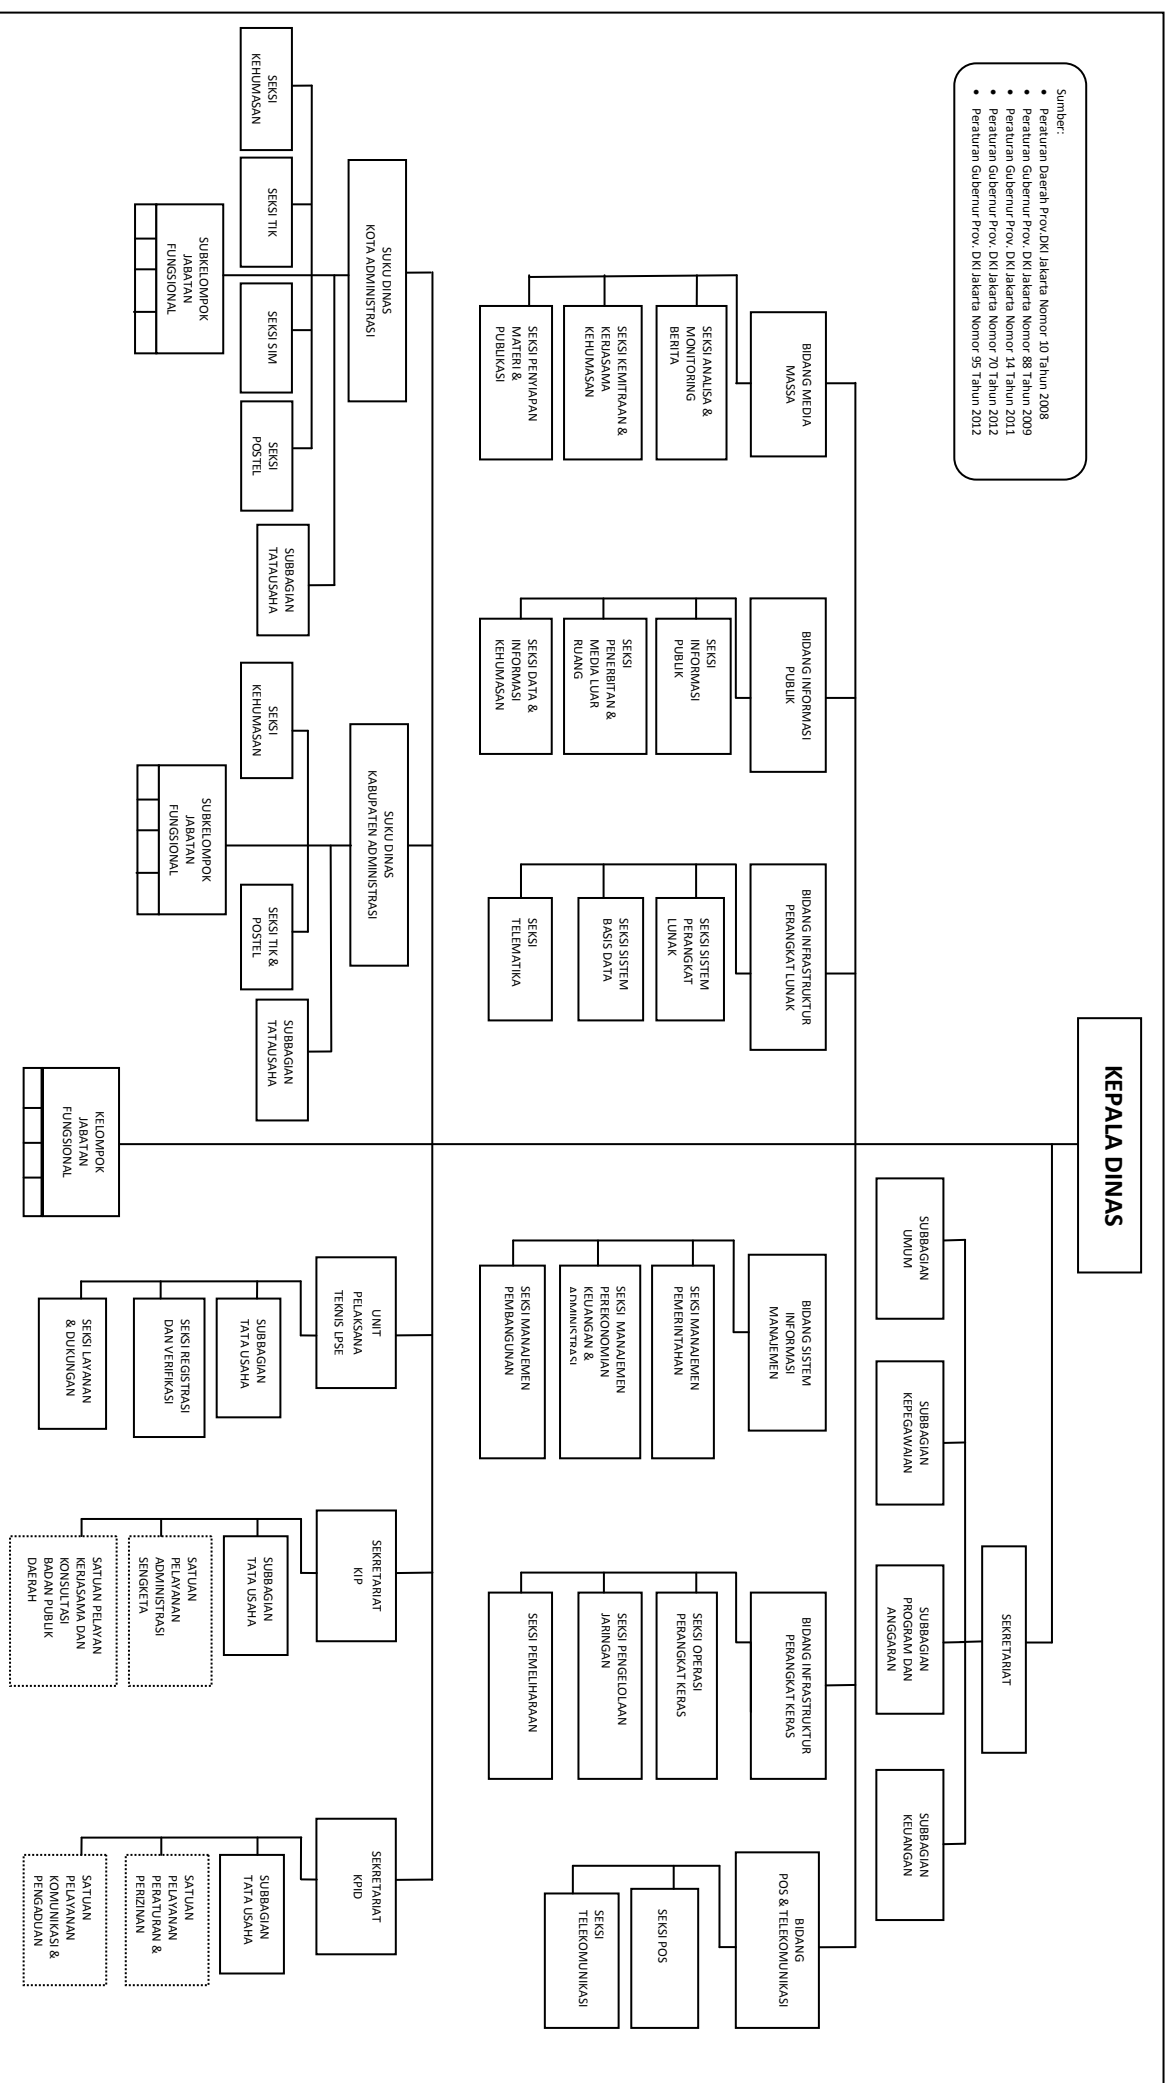 KEPALA DINAS
Sumber:
• Peraturan Daerah Prov.DKI Jakarta Nomor 10 Tahun 2008
• Peraturan Gubernur Prov. DKI Jakarta Nomor 88 Tahun 2009
• Peraturan Gubernur Prov. DKI Jakarta Nomor 14 Tahun 2011
• Peraturan Gubernur Prov. DKI Jakarta Nomor 70 Tahun 2012
• Peraturan Gubernur Prov. DKI Jakarta Nomor 95 Tahun 2012
SEKRETARIAT
SUBBAGIAN
UMUM
SUBBAGIAN
KEPEGAWAIAN
SUBBAGIAN
PROGRAM DAN
ANGGARAN
SUBBAGIAN
KEUANGAN
BIDANG MEDIA
MASSA
SEKSI ANALISA &
MONITORING
BERITA
SEKSI KEMITRAAN &
KERJASAMA
KEHUMASAN
SEKSI PENYIAPAN
MATERI &
PUBLIKASI
BIDANG INFORMASI
PUBLIK
SEKSI
INFORMASI
PUBLIK
SEKSI
PENERBITAN &
MEDIA LUAR
RUANG
SEKSI DATA &
INFORMASI
KEHUMASAN
BIDANG INFRASTRUKTUR
PERANGKAT LUNAK
SEKSI SISTEM
PERANGKAT
LUNAK
SEKSI SISTEM
BASIS DATA
SEKSI
TELEMATIKA
BIDANG SISTEM
INFORMASI
MANAJEMEN
SEKSI MANAJEMEN
PEMERINTAHAN
SEKSI MANAJEMEN
PEREKONOMIAN
KEUANGAN &
ADMINISTRASI
SEKSI MANAJEMEN
PEMBANGUNAN
BIDANG INFRASTRUKTUR
PERANGKAT KERAS
SEKSI OPERASI
PERANGKAT KERAS
SEKSI PENGELOLAAN
JARINGAN
SEKSI PEMELIHARAAN
BIDANG
POS & TELEKOMUNIKASI
SEKSI POS
SEKSI
TELEKOMUNIKASI
SUKU DINAS
KOTA ADMINISTRASI
SEKSI
KEHUMASAN
SEKSI TIK
SEKSI SIM
SEKSI
POSTEL
SUBBAGIAN
TATAUSAHA
SUBKELOMPOK
JABATAN
FUNGSIONAL
SUKU DINAS
KABUPATEN ADMINISTRASI
SEKSI
KEHUMASAN
SEKSI TIK &
POSTEL
SUBBAGIAN
TATAUSAHA
SUBKELOMPOK
JABATAN
FUNGSIONAL
KELOMPOK
JABATAN
FUNGSIONAL
UNIT
PELAKSANA
TEKNIS LPSE
SUBBAGIAN
TATA USAHA
SEKSI REGISTRASI
DAN VERIFIKASI
SEKSI LAYANAN
& DUKUNGAN
SEKRETARIAT
KIP
SUBBAGIAN
TATA USAHA
SATUAN
PELAYANAN
ADMINISTRASI
SENGKETA
SATUAN PELAYAN
KERJASAMA DAN
KONSULTASI
BADAN PUBLIK
DAERAH
SEKRETARIAT
KPID
SUBBAGIAN
TATA USAHA
SATUAN
PELAYANAN
PERATURAN &
PERIZINAN
SATUAN
PELAYANAN
KOMUNIKASI &
PENGADUAN